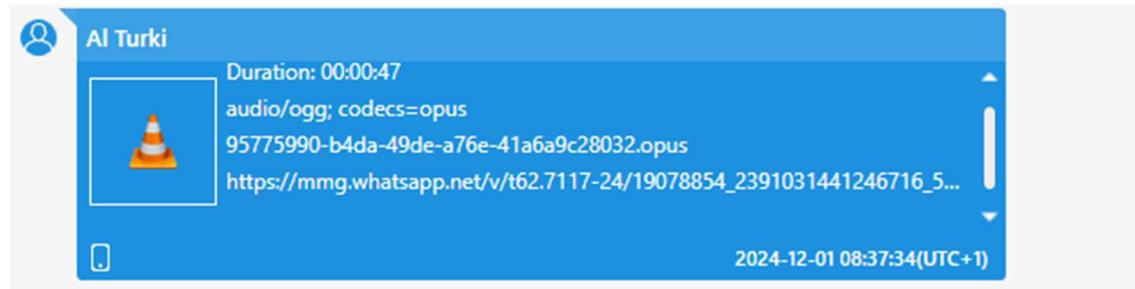 Al Turki
Duration: 00:00:47
audio/ogg; codecs=opus
95775990-b4da-49de-a76e-41a6a9c28032.opus
https://mmg.whatsapp.net/v/t62.7117-24/19078854_2391031441246716_5...
2024-12-01 08:37:34(UTC+1)